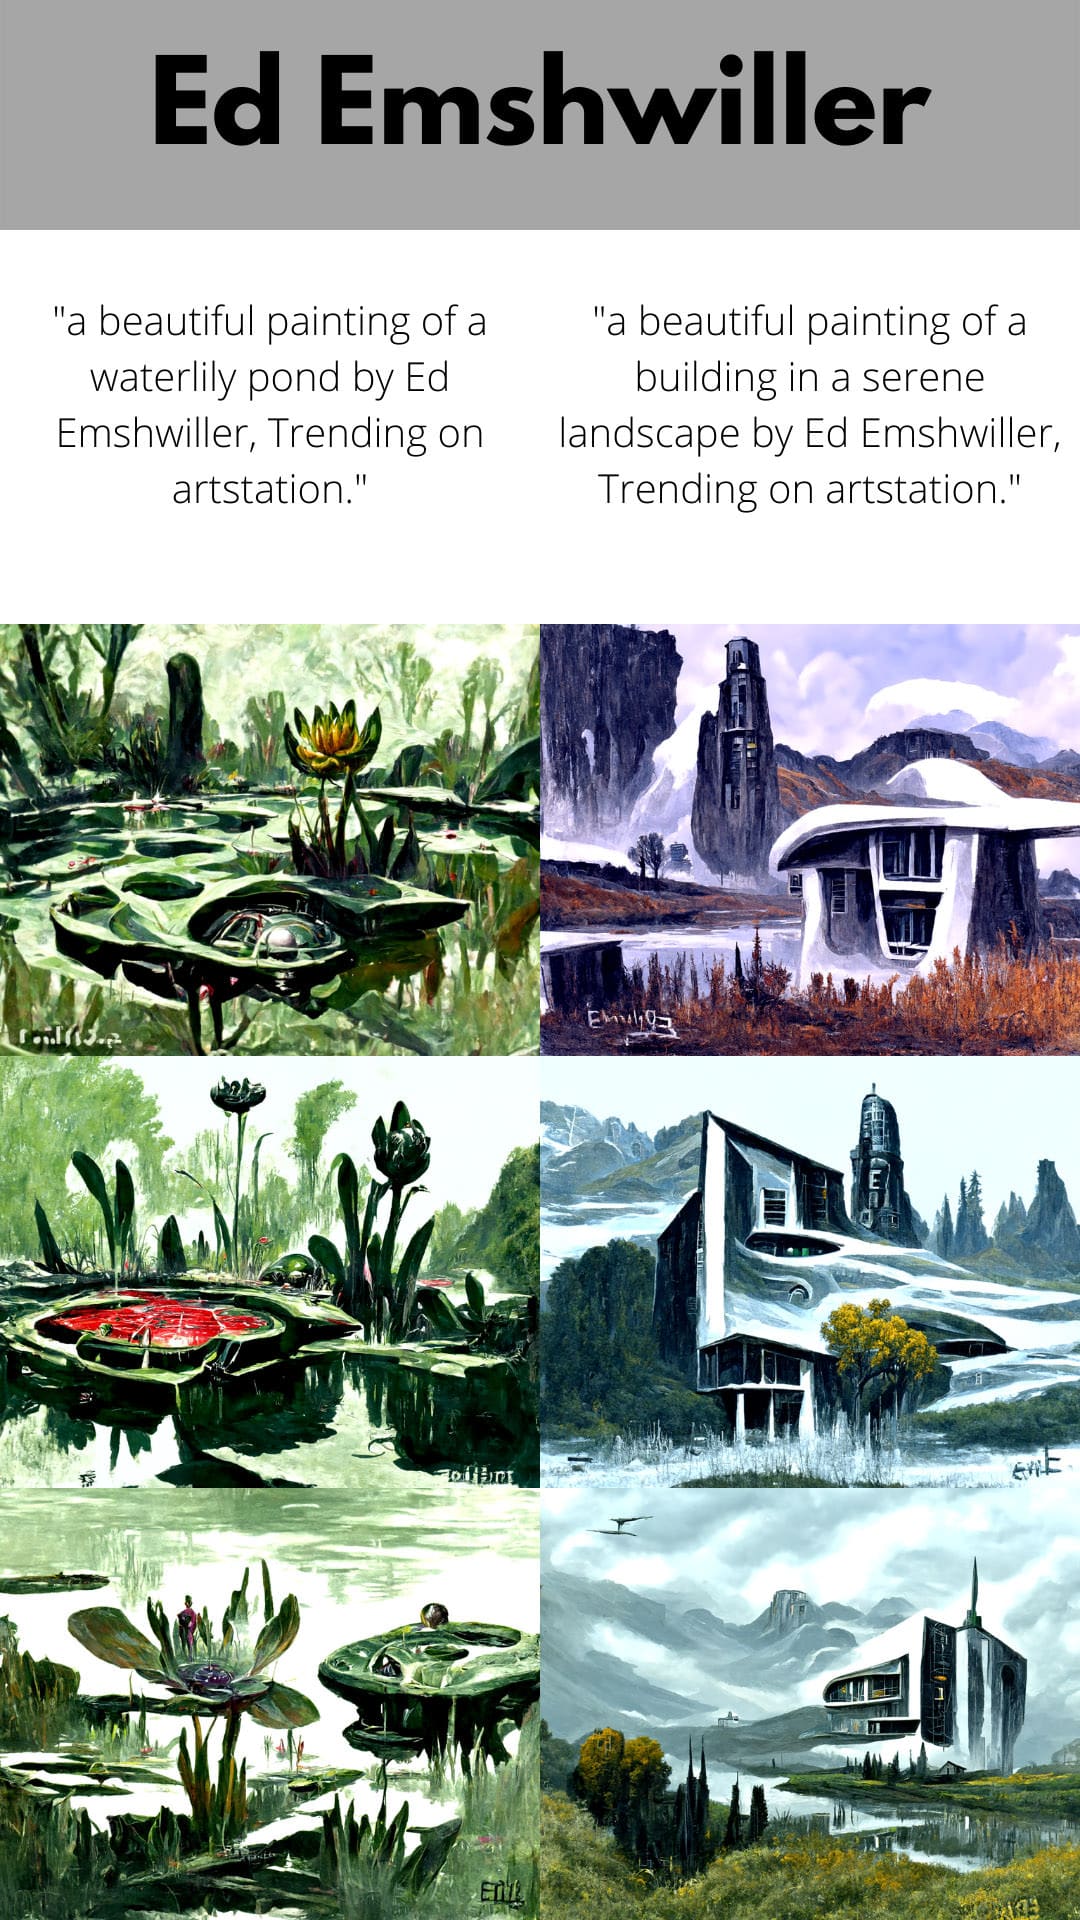 Ed Emshwiller
"a beautiful painting of a
waterlily pond by Ed
Emshwiller, Trending on
artstation."
"a beautiful painting of a
building in a serene
landscape by Ed Emshwiller,
Trending on artstation."